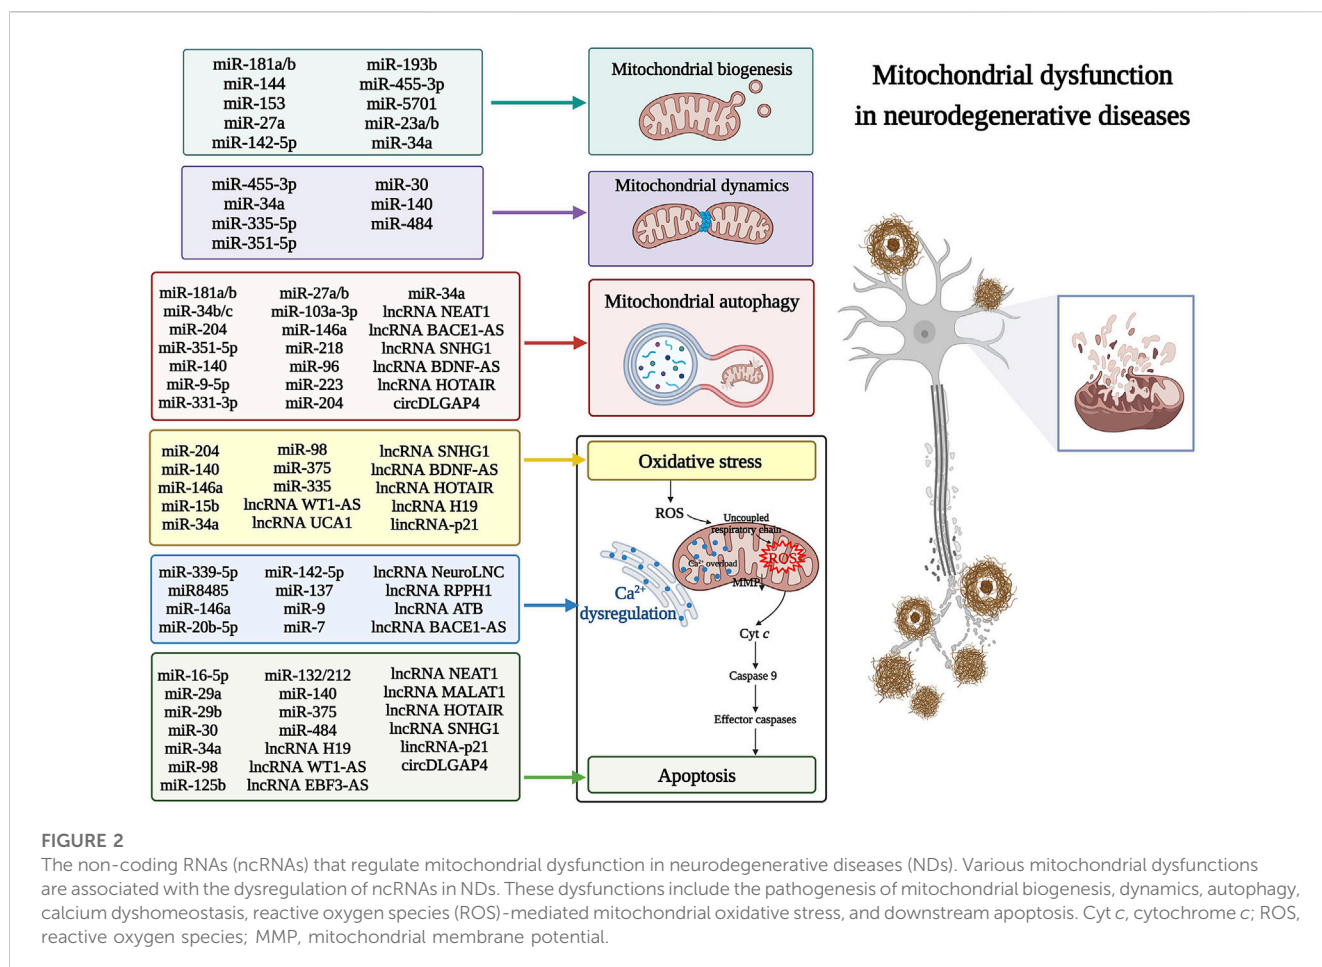 Mitochondrial dysfunction
in neurodegenerative diseases
miR-181a/b miR-193b
miR-144 miR-455-3p
miR-153 miR-5701
miR-27a miR-23a/b
miR-142-5p miR-34a
Mitochondrial biogenesis
miR-455-3p miR-30
miR-34a miR-140
miR-335-5p miR-484
miR-351-5p
Mitochondrial dynamics
miR-181a/b miR-27a/b miR-34a
miR-34b/c miR-103a-3p lncRNA NEAT1
miR-204 miR-146a lncRNA BACE1-AS
miR-351-5p miR-218 lncRNA SNHG1
miR-140 miR-96 lncRNA BDNF-AS
miR-9-5p miR-223 lncRNA HOTAIR
miR-331-3p miR-204 circDLGAP4
Mitochondrial autophagy
miR-204 miR-98 lncRNA SNHG1
miR-140 miR-375 lncRNA BDNF-AS
miR-146a miR-335 lncRNA HOTAIR
miR-15b lncRNA WT1-AS lncRNA H19
miR-34a lncRNA UCA1 lincRNA-p21
Oxidative stress
ROS
Uncoupled
respiratory chain
ROS
Ca²⁺ overload
MMP
miR-339-5p miR-142-5p lncRNA NeuroLNC
miR8485 miR-137 lncRNA RPPH1
miR-146a miR-9 lncRNA ATB
miR-20b-5p miR-7 lncRNA BACE1-AS
Ca²⁺
dysregulation
Cyt c
Caspase 9
Effector caspases
miR-16-5p miR-132/212 lncRNA NEAT1
miR-29a miR-140 lncRNA MALAT1
miR-29b miR-375 lncRNA HOTAIR
miR-30 miR-484 lncRNA SNHG1
miR-34a lncRNA H19 lincRNA-p21
miR-98 lncRNA WT1-AS circDLGAP4
miR-125b lncRNA EBF3-AS
Apoptosis
FIGURE 2
The non-coding RNAs (ncRNAs) that regulate mitochondrial dysfunction in neurodegenerative diseases (NDs). Various mitochondrial dysfunctions
are associated with the dysregulation of ncRNAs in NDs. These dysfunctions include the pathogenesis of mitochondrial biogenesis, dynamics, autophagy,
calcium dyshomeostasis, reactive oxygen species (ROS)-mediated mitochondrial oxidative stress, and downstream apoptosis. Cyt c, cytochrome c; ROS,
reactive oxygen species; MMP, mitochondrial membrane potential.